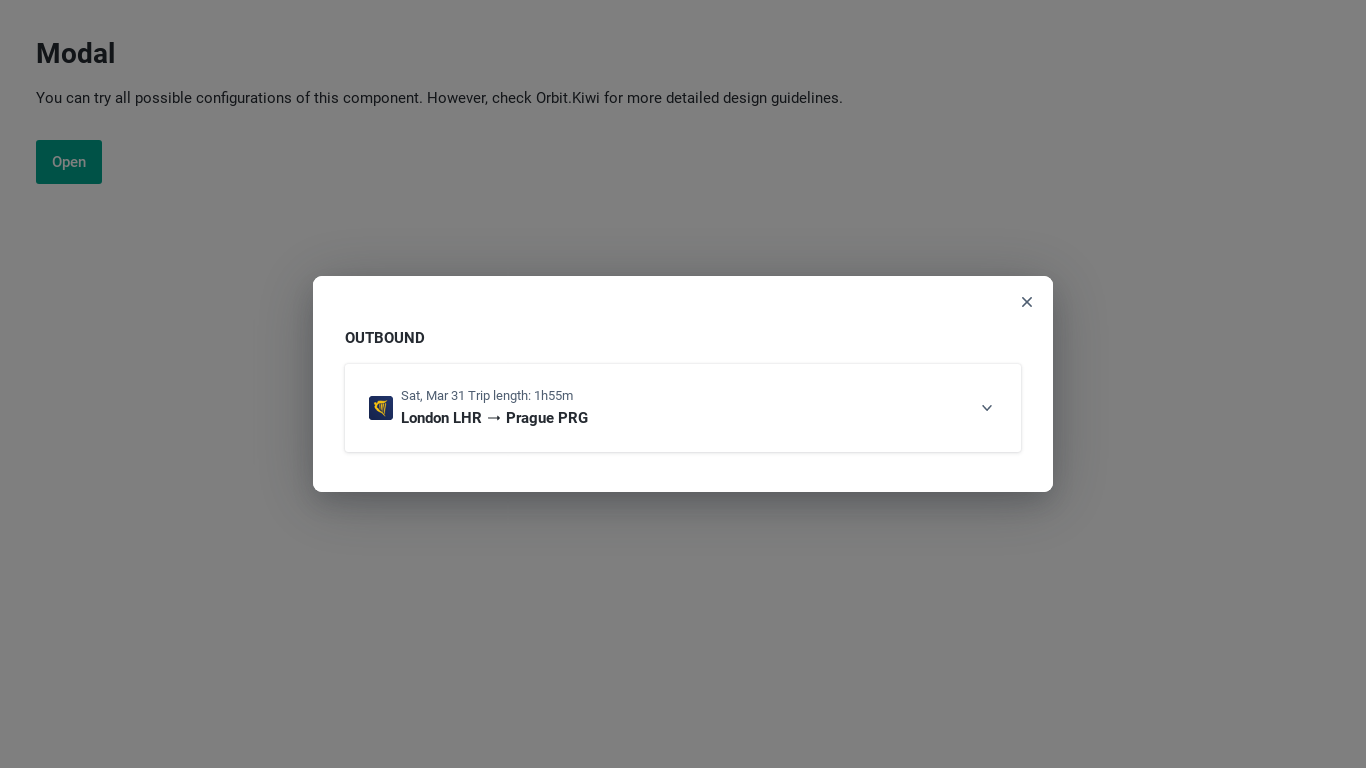 Modal
You can try all possible configurations of this component. However, check Orbit.Kiwi for more detailed design guidelines.
Open
OUTBOUND
Sat, Mar 31 Trip length: 1h55m
London LHR → Prague PRG